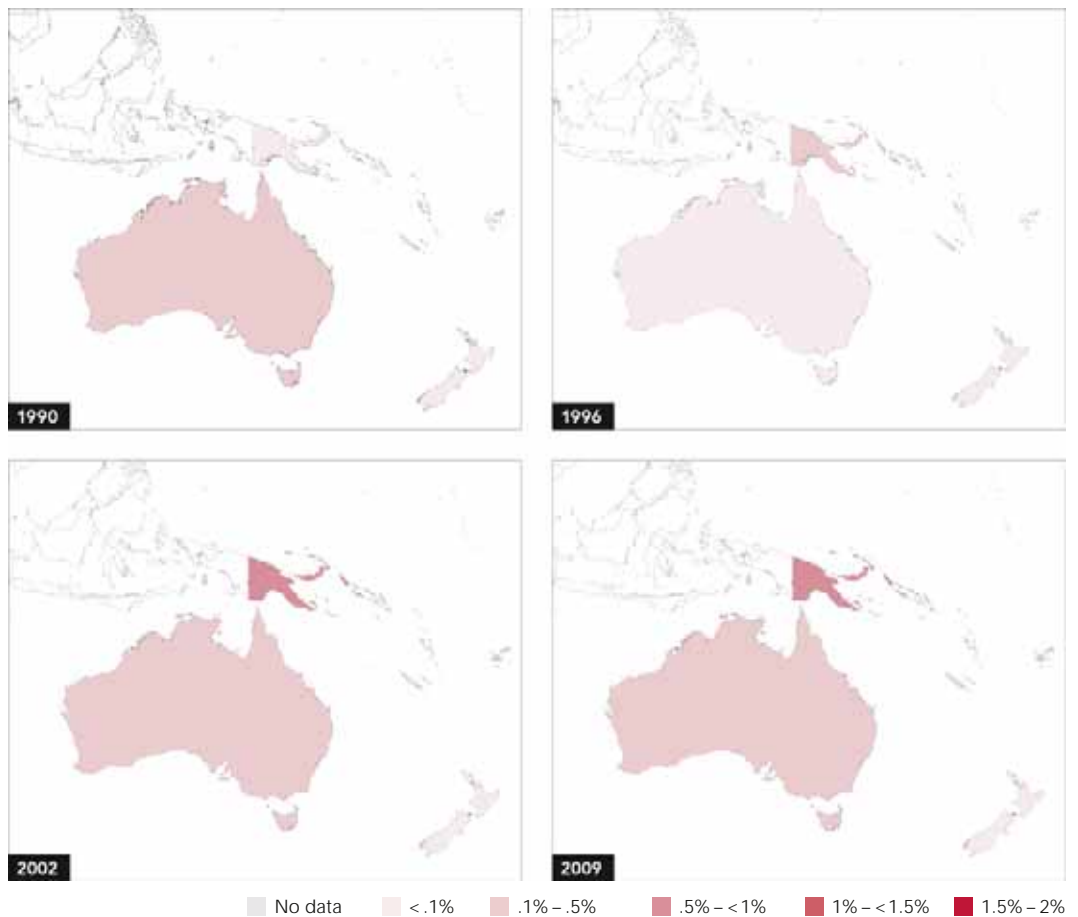 1990
1996
2002
2009
No data < .1% .1% – .5% .5% – < 1% 1% – < 1.5% 1.5% – 2%